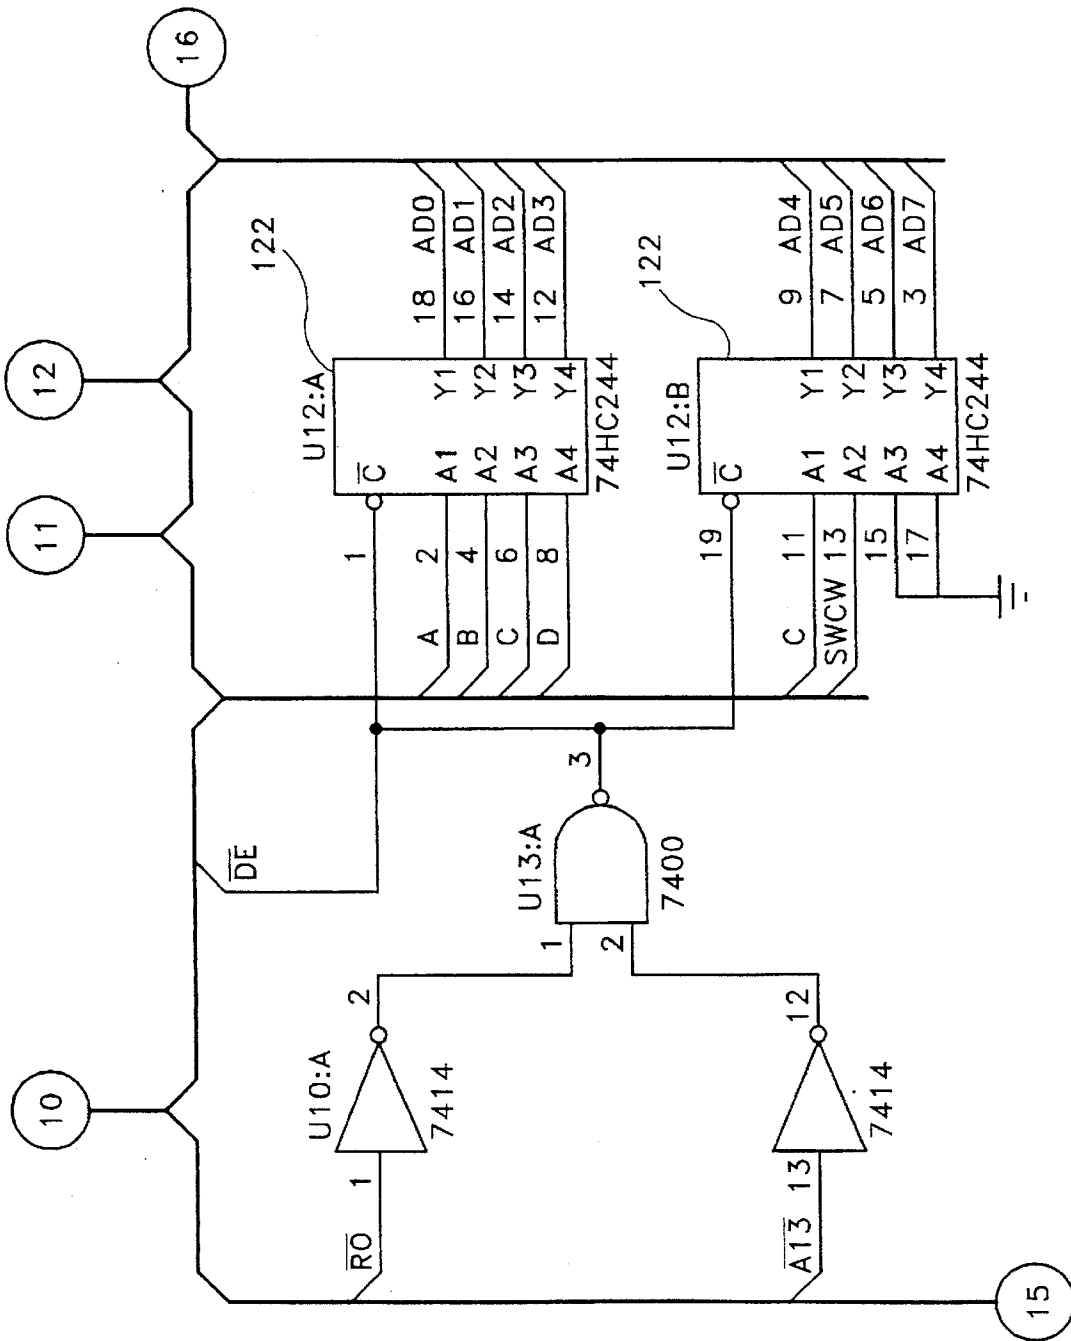 16
12
11
10
15
122
U12:A
C
1
A 2 A1 Y1 18 AD0
B 4 A2 Y2 16 AD1
C 6 A3 Y3 14 AD2
D 8 A4 Y4 12 AD3
74HC244
122
U12:B
C
19
C 11 A1 Y1 9 AD4
SWCW 13 A2 Y2 7 AD5
15 A3 Y3 5 AD6
17 A4 Y4 3 AD7
74HC244
DE
U13:A
1
2
3
7400
U10:A
RO 1
2
7414
A13 13
12
7414